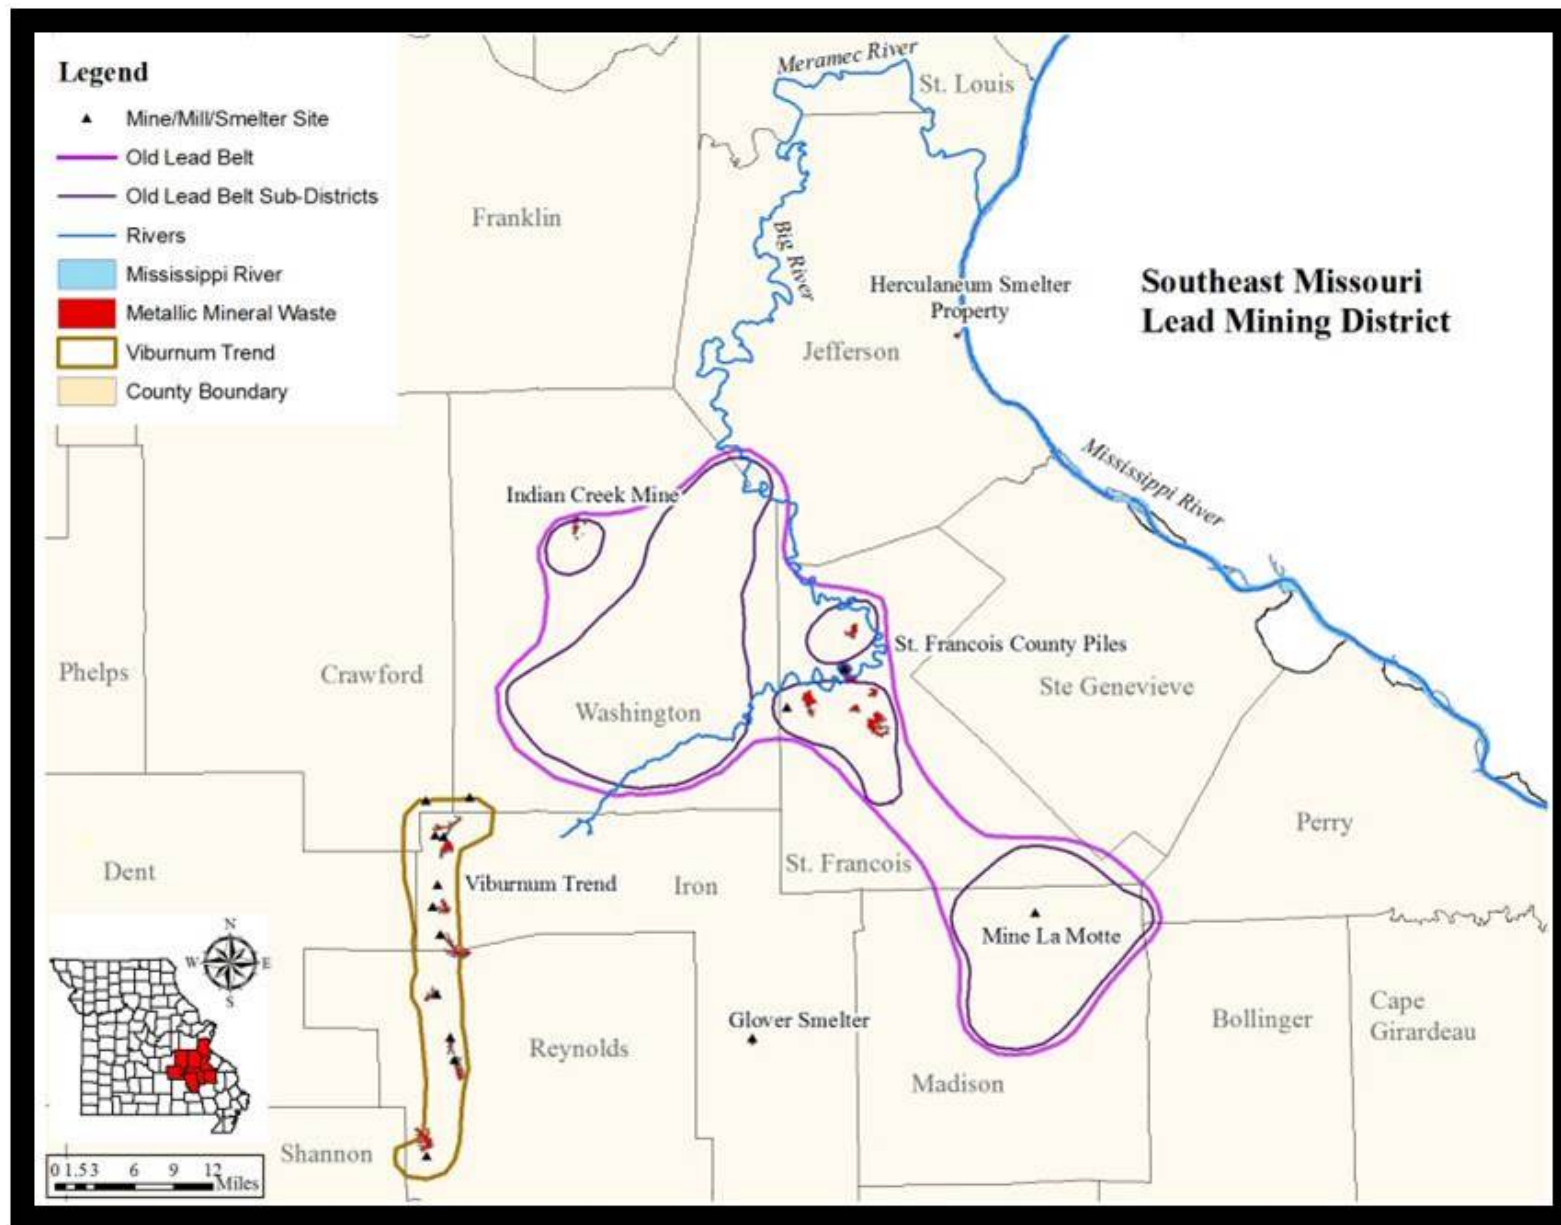 Legend
Mine/Mill/Smelter Site
Old Lead Belt
Old Lead Belt Sub-Districts
Rivers
Mississippi River
Metallic Mineral Waste
Viburnum Trend
County Boundary
Meramec River
St. Louis
Franklin
Big River
Herculaneum Smelter
Property
Southeast Missouri
Lead Mining District
Jefferson
Mississippi River
Indian Creek Mine
St. Francois County Piles
Phelps
Crawford
Ste Genevieve
Washington
Perry
St. Francois
Dent
Viburnum Trend
Iron
Mine La Motte
N
W
E
S
Glover Smelter
Cape
Girardeau
Bollinger
Reynolds
Madison
Shannon
0 1.5 3 6 9 12
Miles